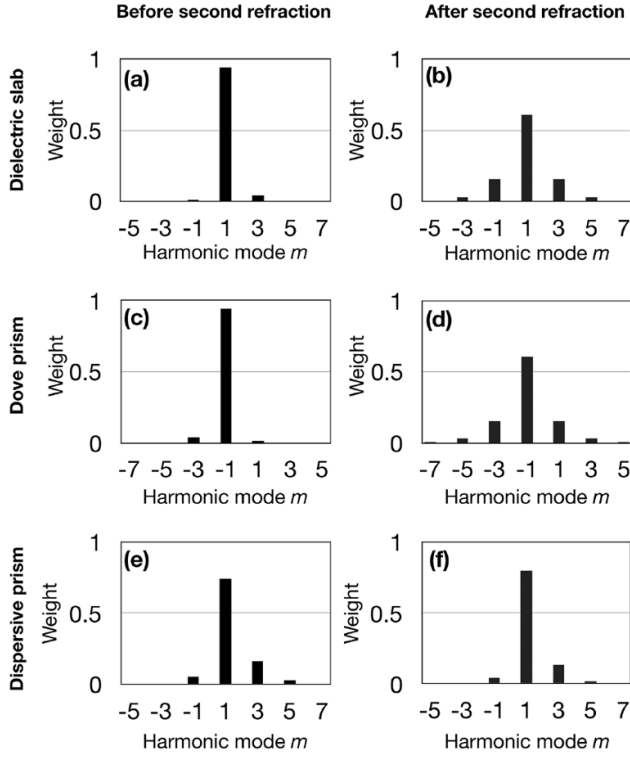 Before second refraction After second refraction
Dielectric slab
Weight
1
0.5
0
(a)
-5 -3 -1 1 3 5 7
Harmonic mode m
Weight
1
0.5
0
(b)
-5 -3 -1 1 3 5 7
Harmonic mode m
Dove prism
Weight
1
0.5
0
(c)
-7 -5 -3 -1 1 3 5
Harmonic mode m
Weight
1
0.5
0
(d)
-7 -5 -3 -1 1 3 5
Harmonic mode m
Dispersive prism
Weight
1
0.5
0
(e)
-5 -3 -1 1 3 5 7
Harmonic mode m
Weight
1
0.5
0
(f)
-5 -3 -1 1 3 5 7
Harmonic mode m